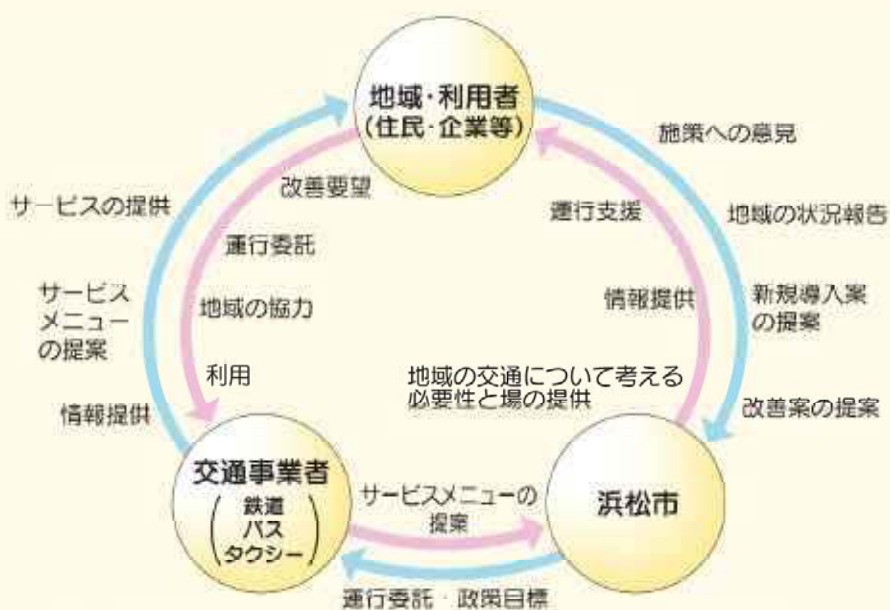 地域・利用者
(住民・企業等)
施策への意見
改善要望
サービスの提供
運行支援
地域の状況報告
運行委託
サービス
メニュー
の提案
地域の協力
情報提供
新規導入案
の提案
利用
地域の交通について考える
必要性と場の提供
情報提供
改善案の提案
交通事業者
(鉄道
バス
タクシー)
サービスメニューの
提案
浜松市
運行委託・政策目標